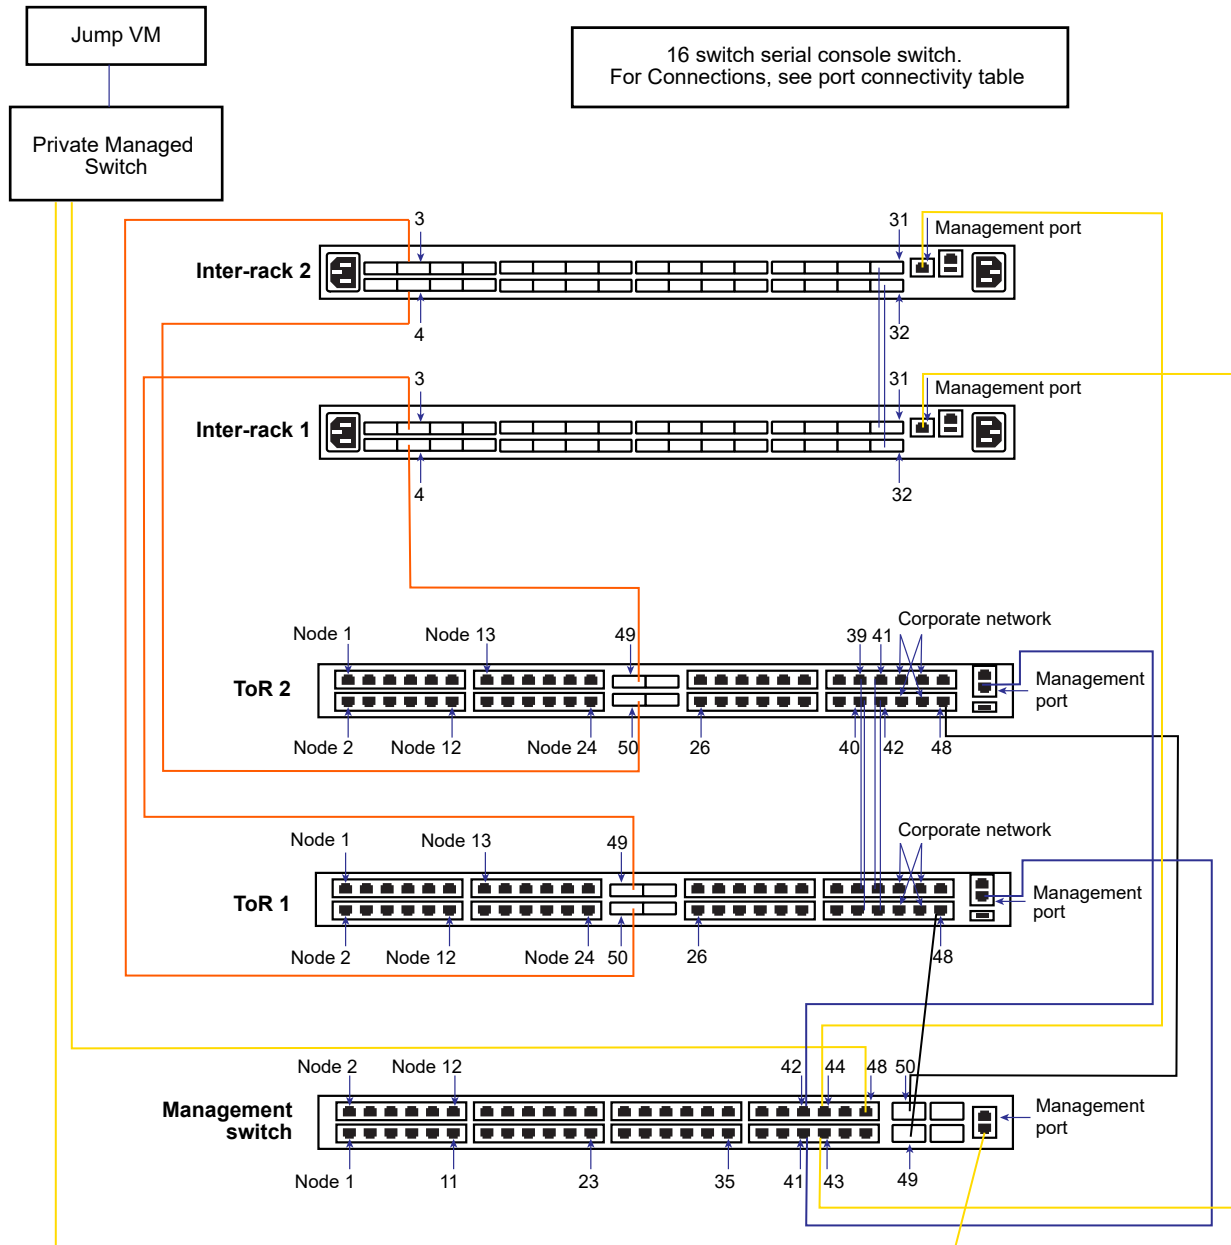 Jump VM
16 switch serial console switch.
For Connections, see port connectivity table
Private Managed
Switch
3
31
Management port
Inter-rack 2
4
32
3
31
Management port
Inter-rack 1
4
32
Corporate network
Node 1
Node 13
49
39
41
ToR 2
Management
port
Node 2
Node 12
Node 24
50
26
40
42
48
Corporate network
Node 1
Node 13
49
ToR 1
Management
port
Node 2
Node 12
Node 24
50
26
48
Node 2
Node 12
42
44
48
50
Management
switch
Management
port
Node 1
11
23
35
41
43
49